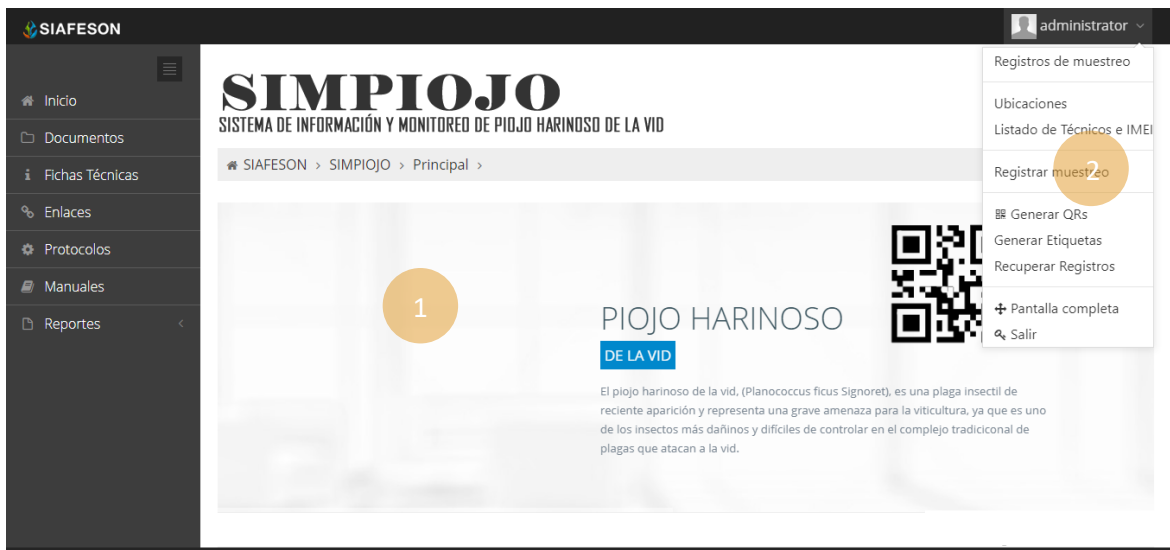 SIAFESON
administrator
Inicio
Documentos
Fichas Técnicas
Enlaces
Protocolos
Manuales
Reportes
SIMPIOJO
SISTEMA DE INFORMACIÓN Y MONITOREO DE PIOJO HARINOSO DE LA VID
SIAFESON > SIMPIOJO > Principal >
1
PIOJO HARINOSO
DE LA VID
El piojo harinoso de la vid, (Planococcus ficus Signoret), es una plaga insectil de
reciente aparición y representa una grave amenaza para la viticultura, ya que es uno
de los insectos más dañinos y difíciles de controlar en el complejo tradiciconal de
plagas que atacan a la vid.
Registros de muestreo
Ubicaciones
Listado de Técnicos e IMEI
Registrar muestreo
2
Generar QRs
Generar Etiquetas
Recuperar Registros
Pantalla completa
Salir